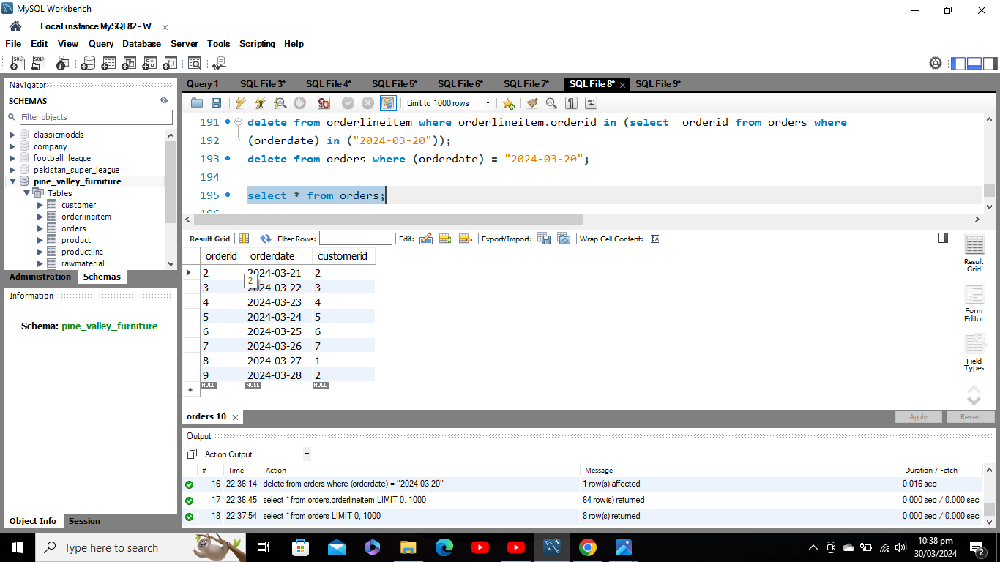 MySQL Workbench
Local instance MySQL82 - W... ×
File Edit View Query Database Server Tools Scripting Help
Navigator
SCHEMAS
Filter objects
classicmodels
company
football_league
pakistan_super_league
pine_valley_furniture
Tables
customer
orderlineitem
orders
product
productline
rawmaterial
Administration Schemas
Information
Schema: pine_valley_furniture
Object Info Session
Query 1 SQL File 3* SQL File 4* SQL File 5* SQL File 6* SQL File 7* SQL File 8* × SQL File 9*
Limit to 1000 rows
191 delete from orderlineitem where orderlineitem.orderid in (select  orderid from orders where
192 (orderdate) in ("2024-03-20"));
193 delete from orders where (orderdate) = "2024-03-20";
194
195 select * from orders;
196
Result Grid Filter Rows: Edit: Export/Import: Wrap Cell Content:
orderid orderdate customerid
2 2024-03-21 2
2
3 2024-03-22 3
4 2024-03-23 4
5 2024-03-24 5
6 2024-03-25 6
7 2024-03-26 7
8 2024-03-27 1
9 2024-03-28 2
NULL NULL NULL
Result
Grid
Form
Editor
Field
Types
orders 10 × Apply Revert
Output
Action Output
# Time Action Message Duration / Fetch
16 22:36:14 delete from orders where (orderdate) = "2024-03-20" 1 row(s) affected 0.016 sec
17 22:36:45 select * from orders,orderlineitem LIMIT 0, 1000 64 row(s) returned 0.000 sec / 0.000 sec
18 22:37:54 select * from orders LIMIT 0, 1000 8 row(s) returned 0.000 sec / 0.000 sec
Type here to search
10:38 pm
30/03/2024
2